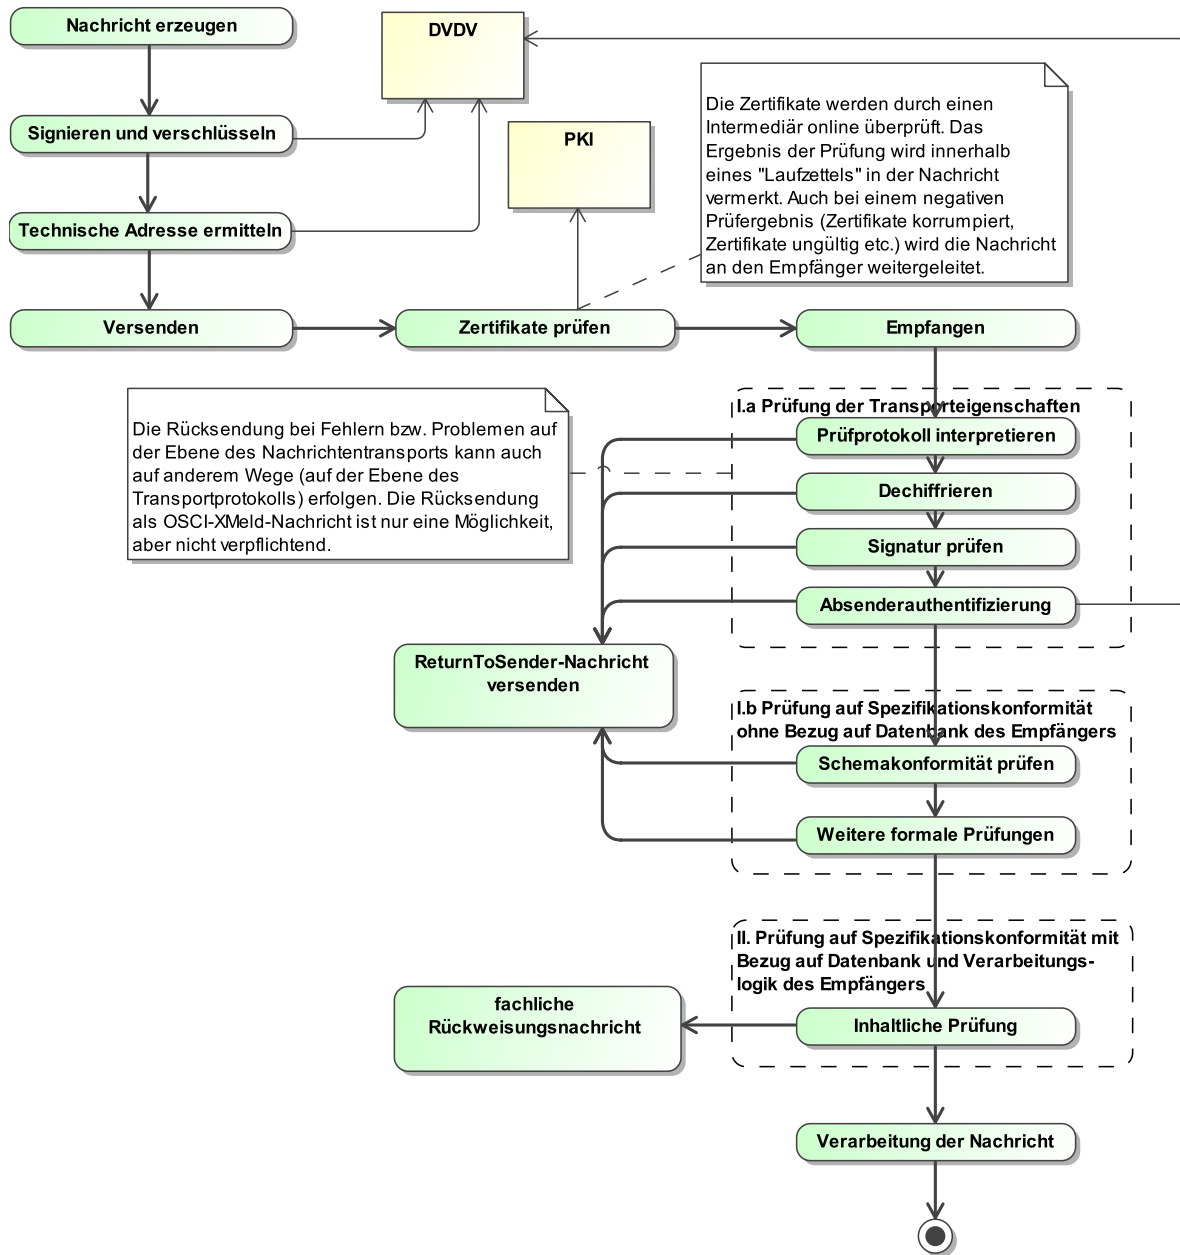 Nachricht erzeugen
DVDV
Signieren und verschlüsseln
PKI
Die Zertifikate werden durch einen
Intermediär online überprüft. Das
Ergebnis der Prüfung wird innerhalb
eines "Laufzettels" in der Nachricht
vermerkt. Auch bei einem negativen
Prüfergebnis (Zertifikate korrumpiert,
Zertifikate ungültig etc.) wird die Nachricht
an den Empfänger weitergeleitet.
Technische Adresse ermitteln
Versenden
Zertifikate prüfen
Empfangen
Die Rücksendung bei Fehlern bzw. Problemen auf
der Ebene des Nachrichtentransports kann auch
auf anderem Wege (auf der Ebene des
Transportprotokolls) erfolgen. Die Rücksendung
als OSCI-XMeld-Nachricht ist nur eine Möglichkeit,
aber nicht verpflichtend.
I.a Prüfung der Transporteigenschaften
Prüfprotokoll interpretieren
Dechiffrieren
Signatur prüfen
Absenderauthentifizierung
ReturnToSender-Nachricht
versenden
I.b Prüfung auf Spezifikationskonformität
ohne Bezug auf Datenbank des Empfängers
Schemakonformität prüfen
Weitere formale Prüfungen
II. Prüfung auf Spezifikationskonformität mit
Bezug auf Datenbank und Verarbeitungs-
logik des Empfängers
fachliche
Rückweisungsnachricht
Inhaltliche Prüfung
Verarbeitung der Nachricht